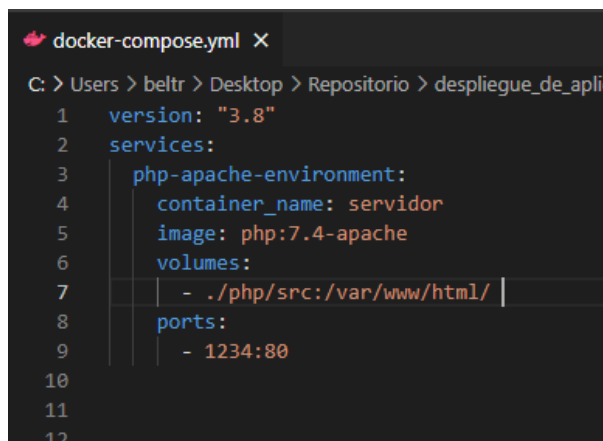 docker-compose.yml ×
C: > Users > beltr > Desktop > Repositorio > despliegue_de_apli
1 version: "3.8"
2 services:
3 php-apache-environment:
4 container_name: servidor
5 image: php:7.4-apache
6 volumes:
7 - ./php/src:/var/www/html/
8 ports:
9 - 1234:80
10
11
12